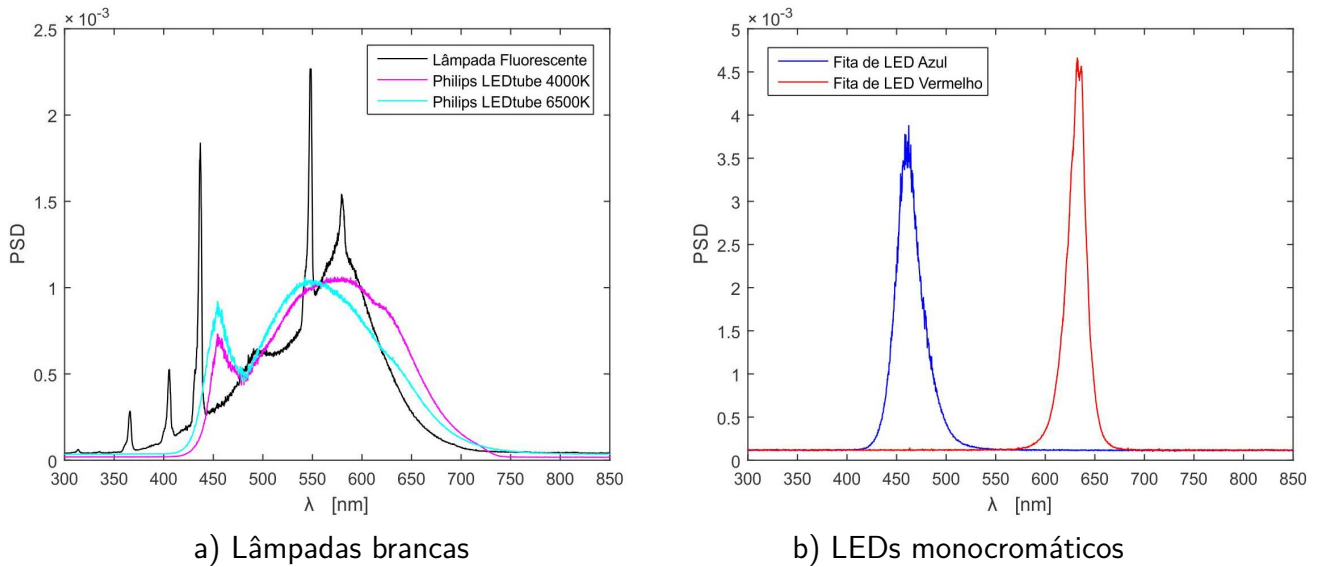 × 10⁻³
2.5
2
1.5
1
0.5
0
PSD
300 350 400 450 500 550 600 650 700 750 800 850
λ [nm]
Lâmpada Fluorescente
Philips LEDtube 4000K
Philips LEDtube 6500K
a) Lâmpadas brancas
× 10⁻³
5
4.5
4
3.5
3
2.5
2
1.5
1
0.5
0
PSD
300 350 400 450 500 550 600 650 700 750 800 850
λ [nm]
Fita de LED Azul
Fita de LED Vermelho
b) LEDs monocromáticos